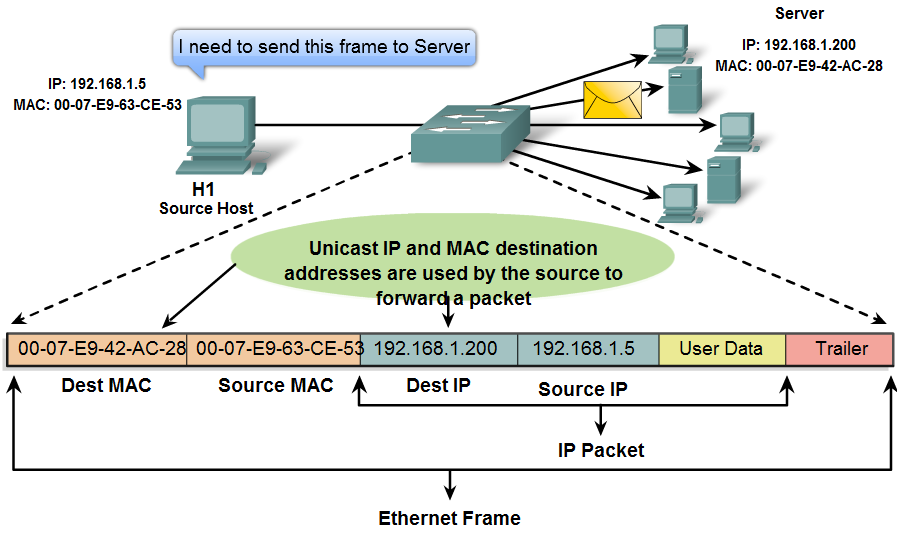 Server
I need to send this frame to Server
IP: 192.168.1.200
MAC: 00-07-E9-42-AC-28
IP: 192.168.1.5
MAC: 00-07-E9-63-CE-53
H1
Source Host
Unicast IP and MAC destination
addresses are used by the source to
forward a packet
00-07-E9-42-AC-28 00-07-E9-63-CE-53 192.168.1.200 192.168.1.5 User Data Trailer
Dest MAC Source MAC Dest IP Source IP
IP Packet
Ethernet Frame